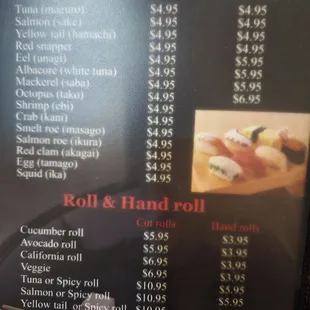 Tuna (maguro) $4.95 $4.95
Salmon (sake) $4.95 $4.95
Yellow tail (hamachi) $4.95 $4.95
Red snapper $4.95 $4.95
Eel (unagi) $4.95 $5.95
Albacore (white tuna) $4.95 $5.95
Mackerel (saba) $4.95 $5.95
Octopus (tako) $4.95 $6.95
Shrimp (ebi) $4.95
Crab (kani) $4.95
Smelt roe (masago) $4.95
Salmon roe (ikura) $4.95
Red clam (akagai) $4.95
Egg (tamago) $4.95
Squid (ika) $4.95
Roll & Hand roll
Cut rolls Hand rolls
Cucumber roll $5.95 $3.95
Avocado roll $5.95 $3.95
California roll $6.95 $3.95
Veggie $6.95 $3.95
Tuna or Spicy roll $10.95 $5.95
Salmon or Spicy roll $10.95 $5.95
Yellow tail or Spicy roll $10.95